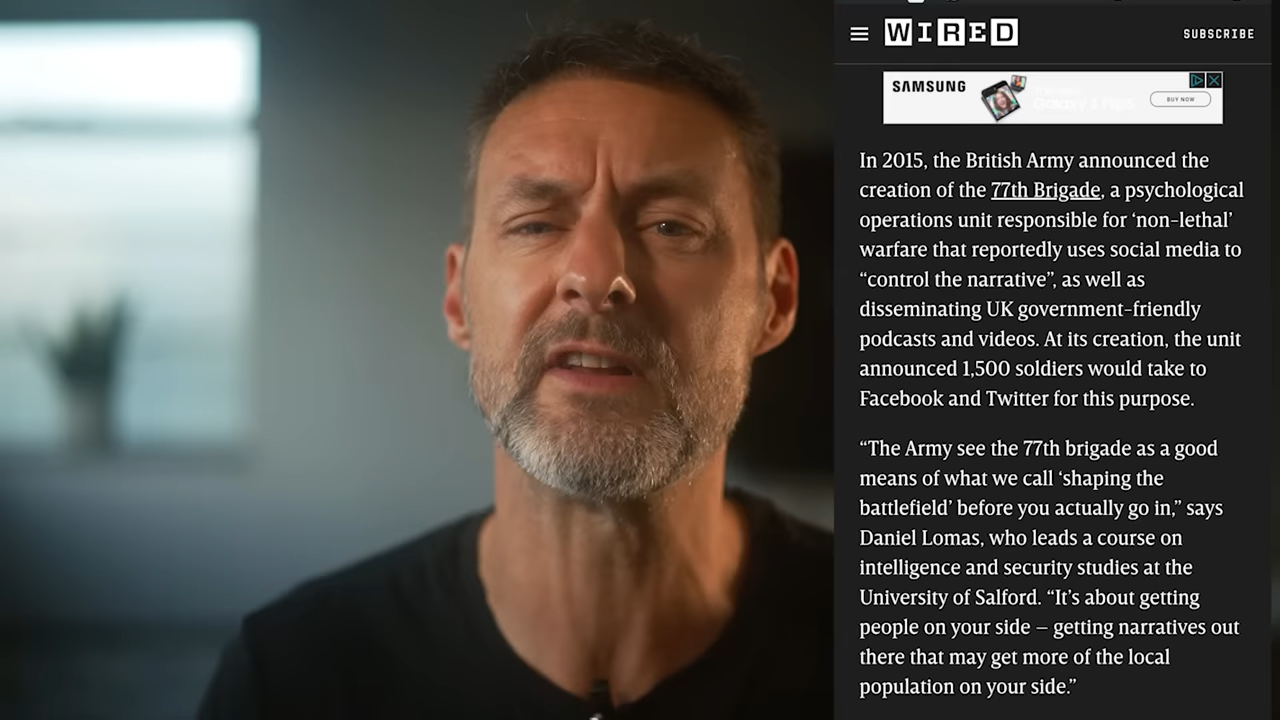 WIRED
SUBSCRIBE
SAMSUNG
BUY NOW
In 2015, the British Army announced the
creation of the 77th Brigade, a psychological
operations unit responsible for ‘non-lethal’
warfare that reportedly uses social media to
“control the narrative”, as well as
disseminating UK government-friendly
podcasts and videos. At its creation, the unit
announced 1,500 soldiers would take to
Facebook and Twitter for this purpose.
“The Army see the 77th brigade as a good
means of what we call ‘shaping the
battlefield’ before you actually go in,” says
Daniel Lomas, who leads a course on
intelligence and security studies at the
University of Salford. “It’s about getting
people on your side – getting narratives out
there that may get more of the local
population on your side.”